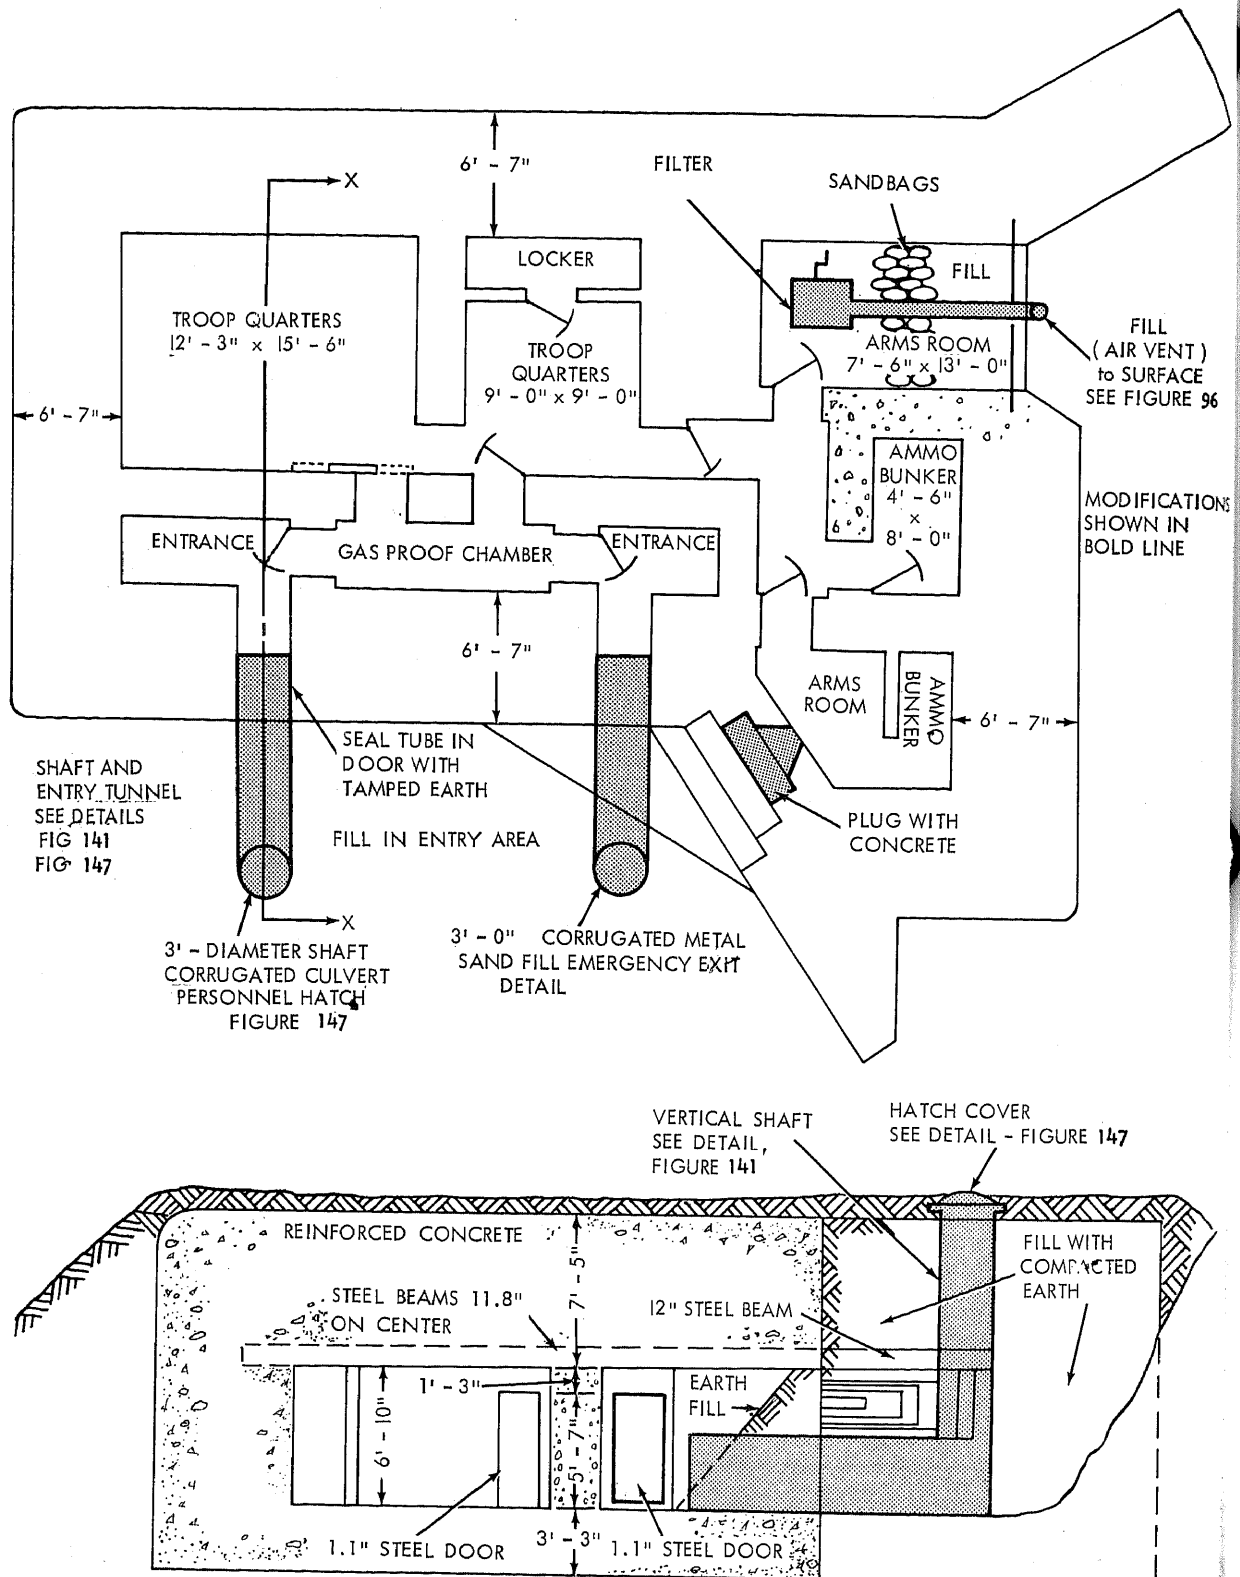 6' - 7"
FILTER
SANDBAGS
X
LOCKER
FILL
TROOP QUARTERS
12' - 3" x 15' - 6"
TROOP
QUARTERS
9' - 0" x 9' - 0"
ARMS ROOM
7' - 6" x 13' - 0"
FILL
( AIR VENT )
to SURFACE
SEE FIGURE 96
6' - 7"
AMMO
BUNKER
4' - 6"
x
8' - 0"
MODIFICATIONS
SHOWN IN
BOLD LINE
ENTRANCE
GAS PROOF CHAMBER
ENTRANCE
6' - 7"
ARMS
ROOM
AMMO
BUNKER
6' - 7"
SHAFT AND
ENTRY TUNNEL
SEE DETAILS
FIG 141
FIG 147
SEAL TUBE IN
DOOR WITH
TAMPED EARTH
FILL IN ENTRY AREA
PLUG WITH
CONCRETE
X
3' - DIAMETER SHAFT
CORRUGATED CULVERT
PERSONNEL HATCH
FIGURE 147
3' - 0" CORRUGATED METAL
SAND FILL EMERGENCY EXIT
DETAIL
VERTICAL SHAFT
SEE DETAIL,
FIGURE 141
HATCH COVER
SEE DETAIL - FIGURE 147
REINFORCED CONCRETE
7' - 5"
FILL WITH
COMPACTED
EARTH
STEEL BEAMS 11.8"
ON CENTER
12" STEEL BEAM
1' - 3"
EARTH
FILL
6' - 10"
5' - 7"
3' - 3"
1.1" STEEL DOOR
1.1" STEEL DOOR